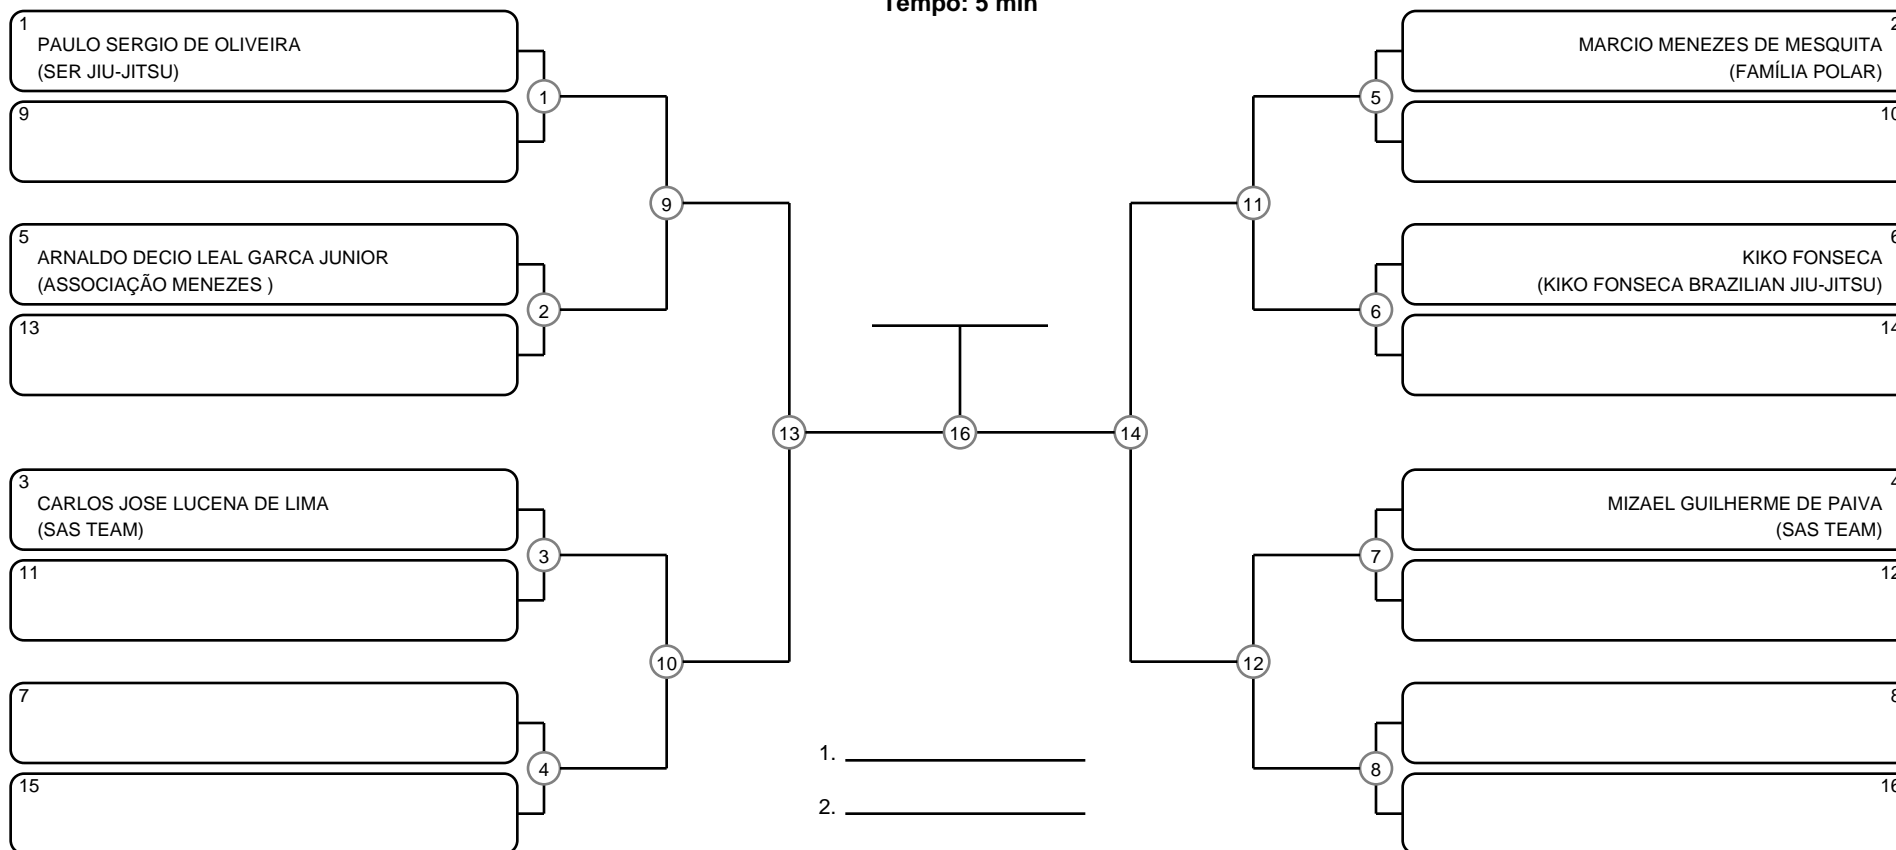 Tempo: 5 min
1
PAULO SERGIO DE OLIVEIRA
(SER JIU-JITSU)
9
1
5
ARNALDO DECIO LEAL GARCA JUNIOR
(ASSOCIAÇÃO MENEZES )
13
2
9
3
CARLOS JOSE LUCENA DE LIMA
(SAS TEAM)
11
3
7
15
4
10
13
16
14
1.
2.
2
MARCIO MENEZES DE MESQUITA
(FAMÍLIA POLAR)
10
5
6
KIKO FONSECA
(KIKO FONSECA BRAZILIAN JIU-JITSU)
14
6
11
4
MIZAEL GUILHERME DE PAIVA
(SAS TEAM)
12
7
8
16
8
12